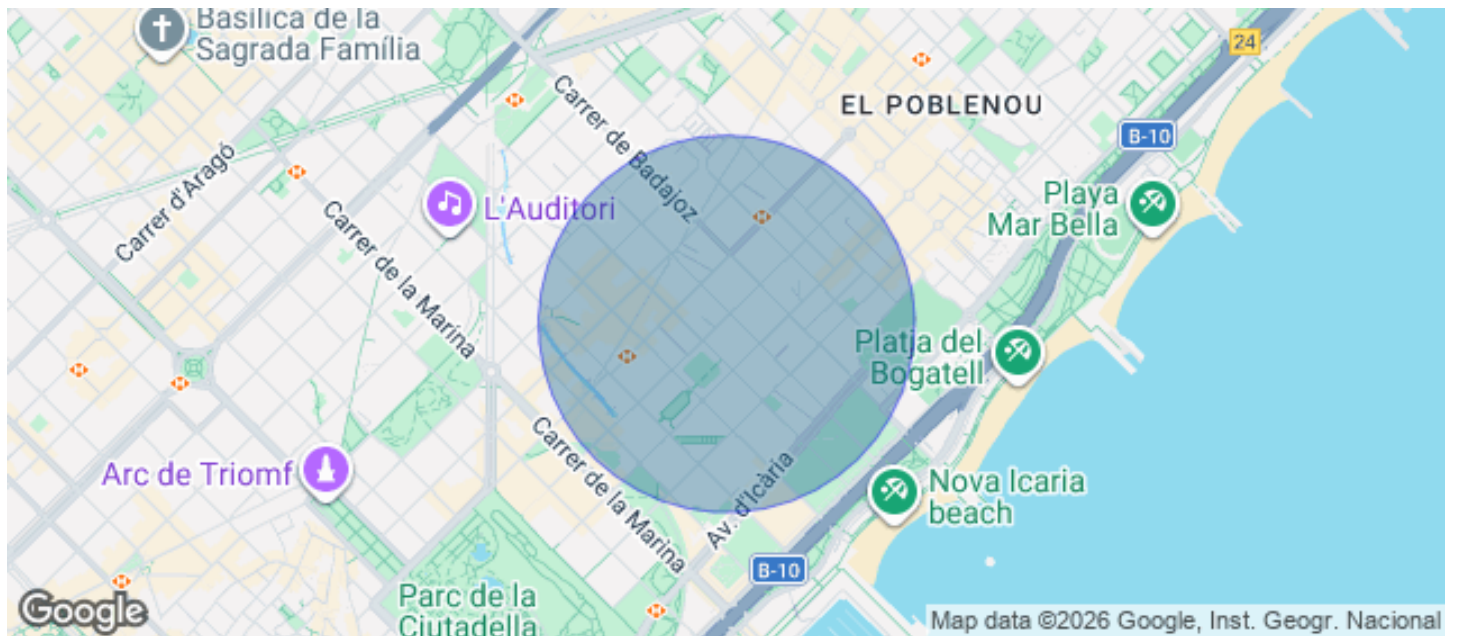 Basílica de la
Sagrada Família
24
Carrer de Badajoz
EL POBLENOU
B-10
Carrer d'Aragó
L'Auditori
Playa
Mar Bella
Carrer de la Marina
Platja del
Bogatell
Arc de Triomf
Carrer de la Marina
Av. d'Icària
Nova Icaria
beach
B-10
Parc de la
Ciutadella
Google
Map data ©2026 Google, Inst. Geogr. Nacional